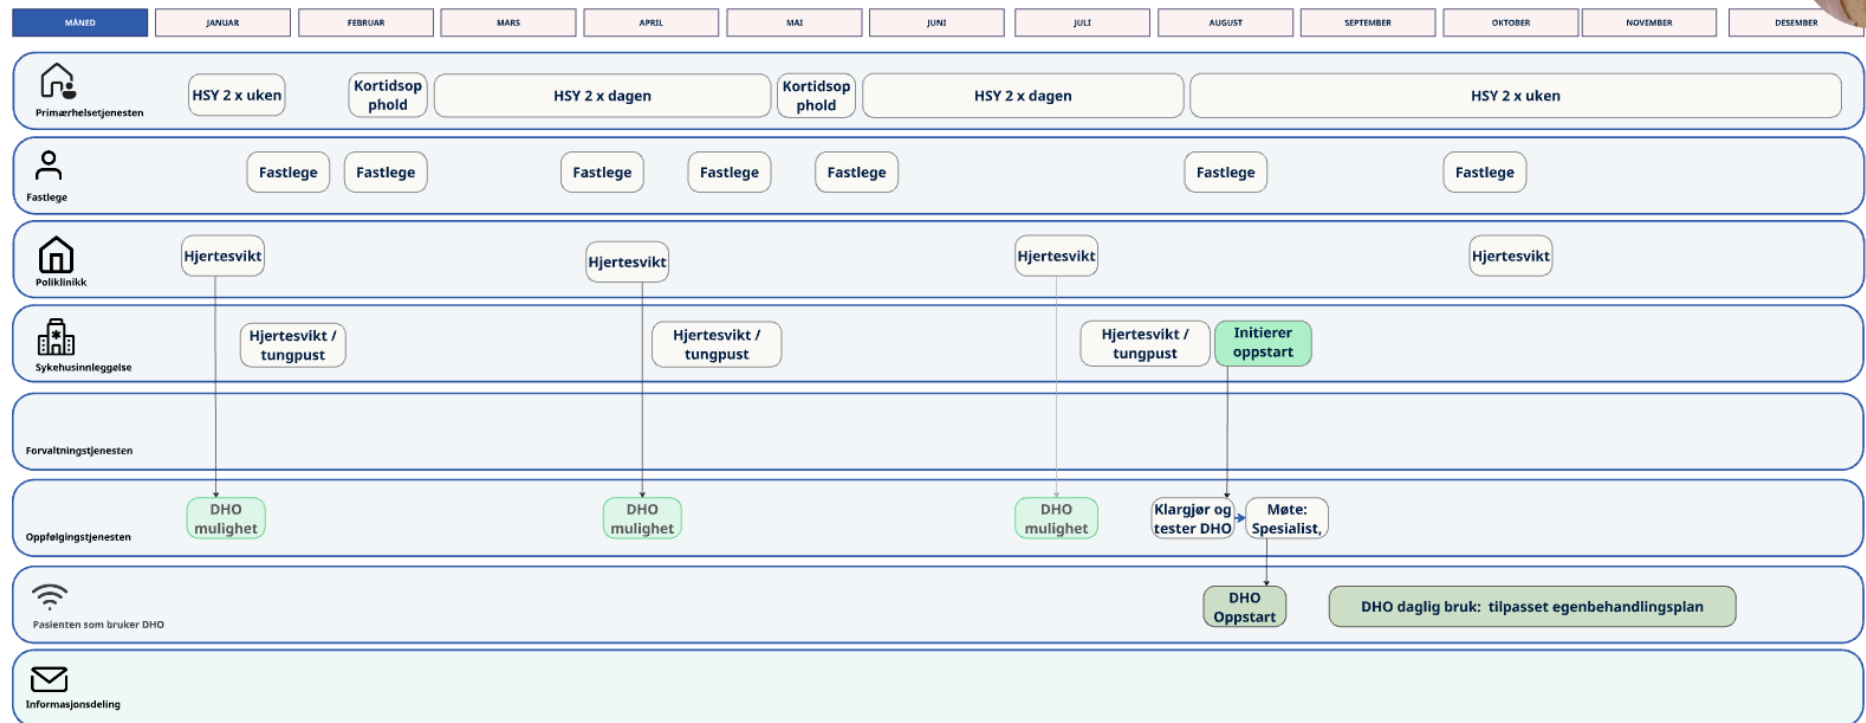 MÅNED
JANUAR
FEBRUAR
MARS
APRIL
MAI
JUNI
JULI
AUGUST
SEPTEMBER
OKTOBER
NOVEMBER
DESEMBER
Primærhelsetjenesten
HSY 2 x uken
Kortidsop
phold
HSY 2 x dagen
Kortidsop
phold
HSY 2 x dagen
HSY 2 x uken
Fastlege
Fastlege
Fastlege
Fastlege
Fastlege
Fastlege
Fastlege
Fastlege
Poliklinikk
Hjertesvikt
Hjertesvikt
Hjertesvikt
Hjertesvikt
Sykehusinnleggelse
Hjertesvikt /
tungpust
Hjertesvikt /
tungpust
Hjertesvikt /
tungpust
Initierer
oppstart
Forvaltningstjenesten
Oppfølgingstjenesten
DHO
mulighet
DHO
mulighet
DHO
mulighet
Klargjør og
tester DHO
Møte:
Spesialist,
Pasienten som bruker DHO
DHO
Oppstart
DHO daglig bruk: tilpasset egenbehandlingsplan
Informasjonsdeling